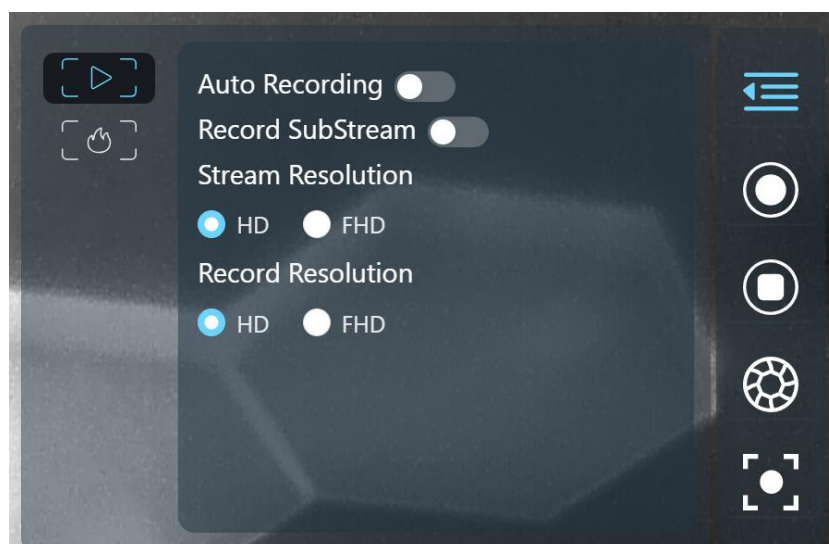 Auto Recording
Record SubStream
Stream Resolution
HD FHD
Record Resolution
HD FHD